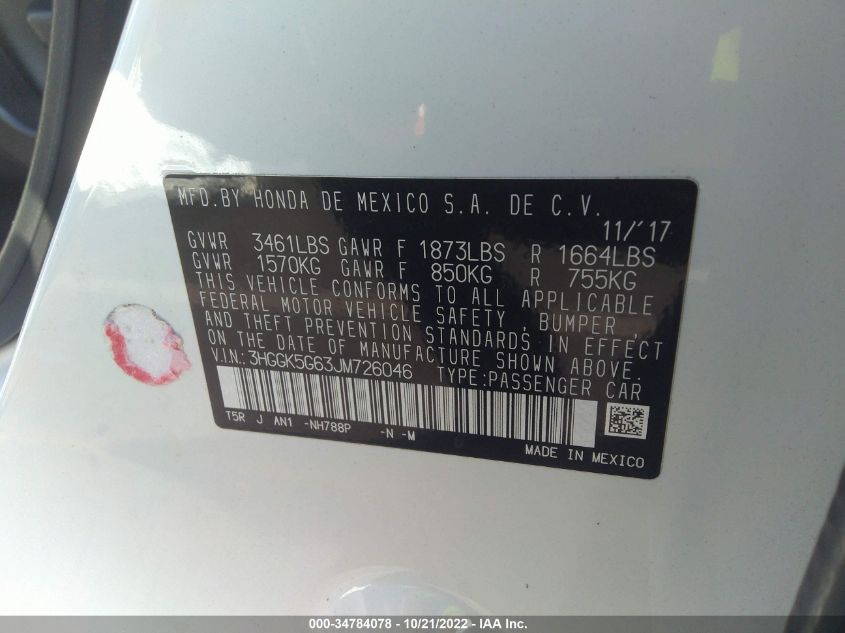 MFD.BY HONDA DE MEXICO S.A. DE C.V.
11/'17
GVWR 3461LBS GAWR F 1873LBS R 1664LBS
GVWR 1570KG GAWR F 850KG R 755KG
THIS VEHICLE CONFORMS TO ALL APPLICABLE
FEDERAL MOTOR VEHICLE SAFETY, BUMPER,
AND THEFT PREVENTION STANDARDS IN EFFECT
ON THE DATE OF MANUFACTURE SHOWN ABOVE.
V.I.N.: 3HGGK5G63JM726046 TYPE:PASSENGER CAR
T5R J AN1 -NH788P -N -M
MADE IN MEXICO
000-34784078 - 10/21/2022 - © IAA Inc.